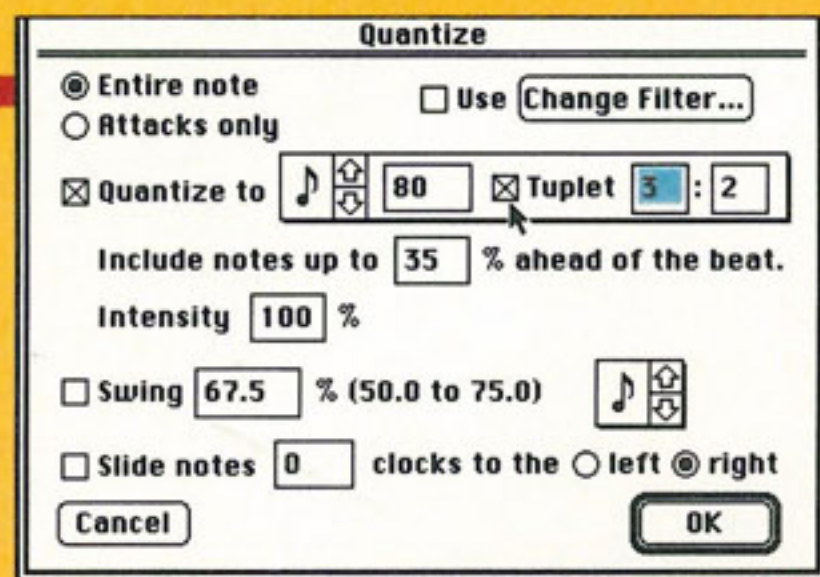 Quantize
Entire note
Use Change Filter...
Attacks only
Quantize to 80 Tuplet 3 : 2
Include notes up to 35 % ahead of the beat.
Intensity 100 %
Swing 67.5 % (50.0 to 75.0)
Slide notes 0 clocks to the left right
Cancel OK